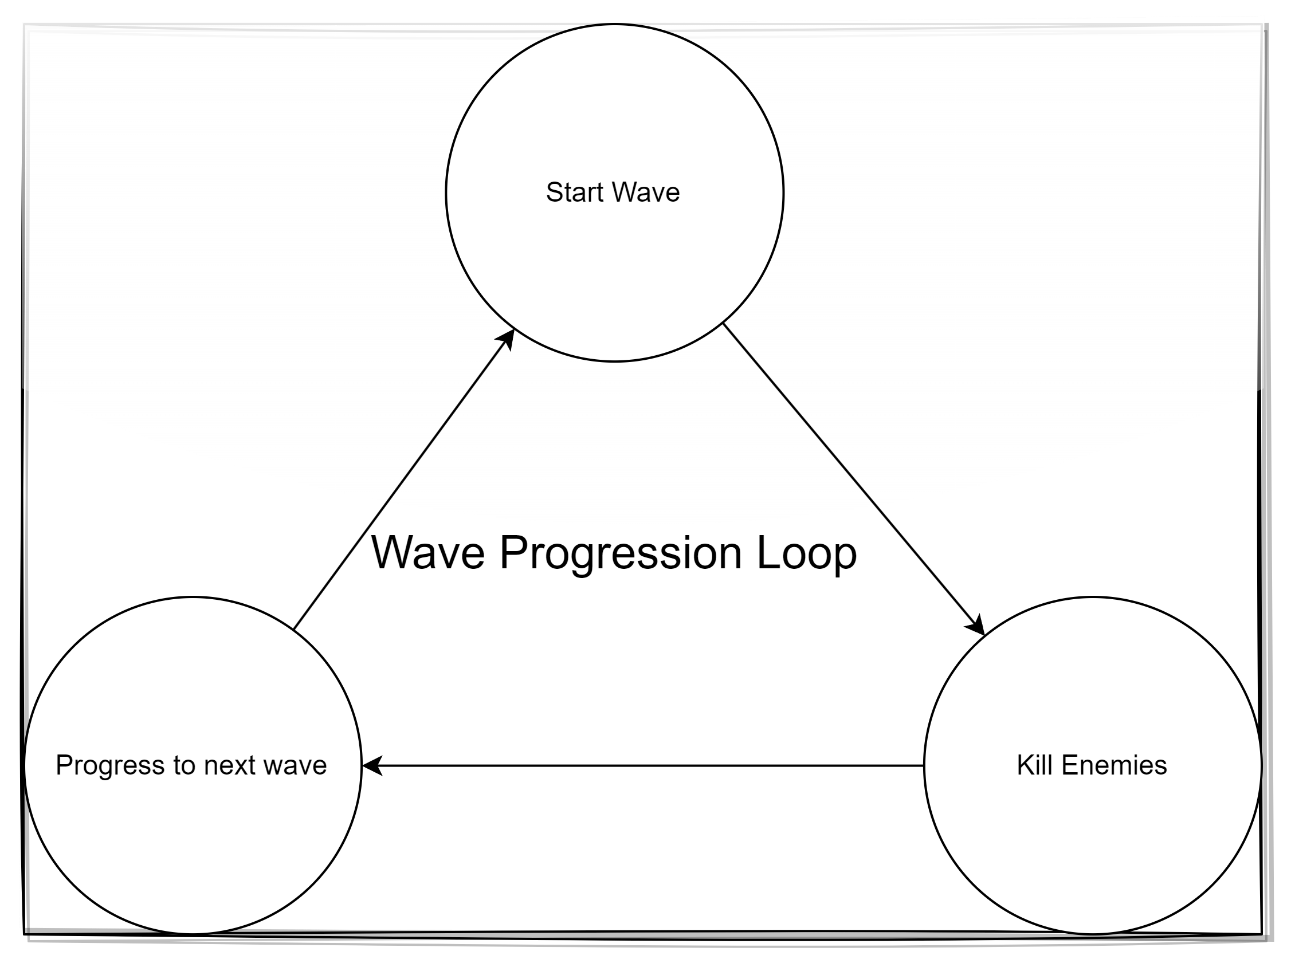 Start Wave
Wave Progression Loop
Progress to next wave
Kill Enemies